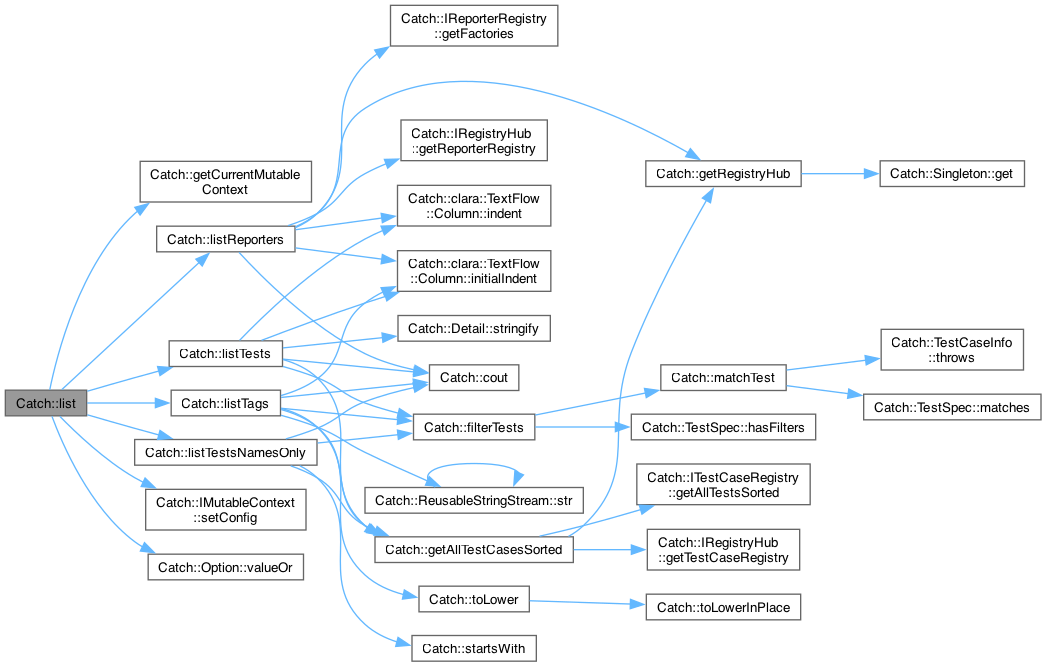 Catch::IReporterRegistry
::getFactories
Catch::IRegistryHub
::getReporterRegistry
Catch::getRegistryHub
Catch::Singleton::get
Catch::getCurrentMutable
Context
Catch::clara::TextFlow
::Column::indent
Catch::listReporters
Catch::clara::TextFlow
::Column::initialIndent
Catch::Detail::stringify
Catch::listTests
Catch::TestCaseInfo
::throws
Catch::cout
Catch::matchTest
Catch::list
Catch::listTags
Catch::TestSpec::matches
Catch::filterTests
Catch::TestSpec::hasFilters
Catch::listTestsNamesOnly
Catch::ITestCaseRegistry
::getAllTestsSorted
Catch::ReusableStringStream::str
Catch::IMutableContext
::setConfig
Catch::getAllTestCasesSorted
Catch::IRegistryHub
::getTestCaseRegistry
Catch::Option::valueOr
Catch::toLower
Catch::toLowerInPlace
Catch::startsWith